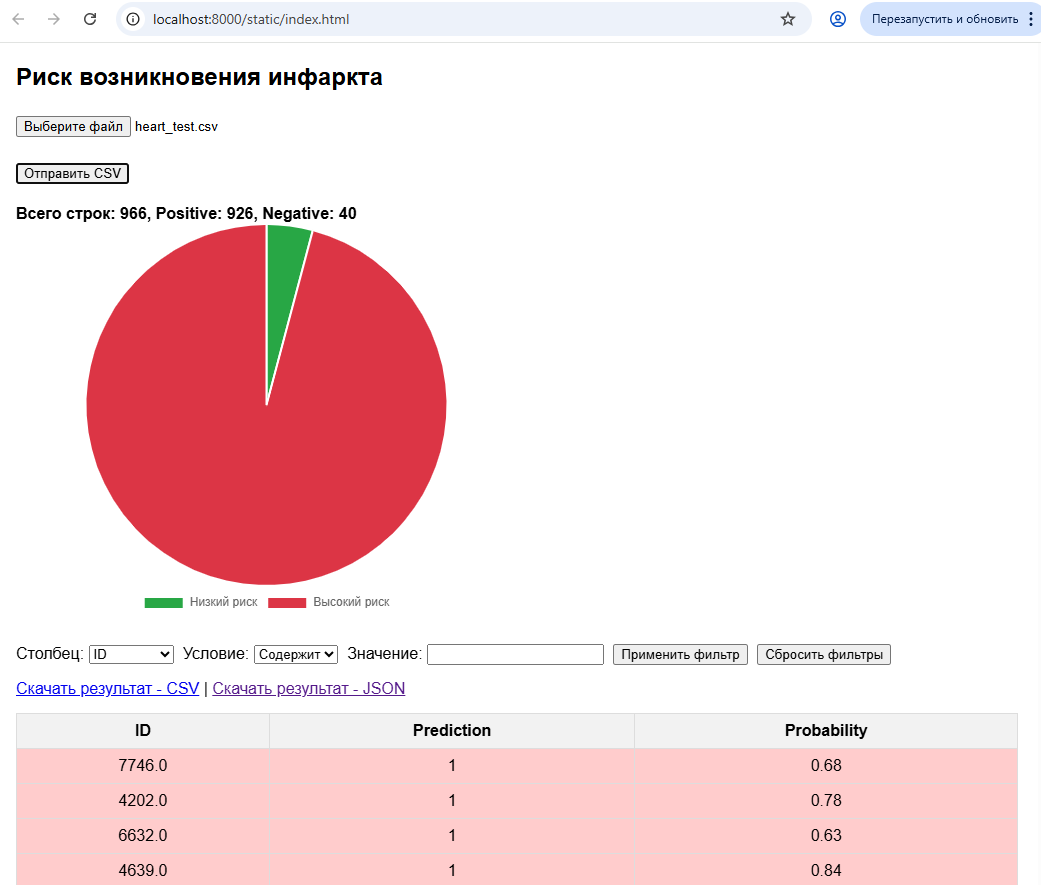 localhost:8000/static/index.html
Перезапустить и обновить
Риск возникновения инфаркта
Выберите файл heart_test.csv
Отправить CSV
Всего строк: 966, Positive: 926, Negative: 40
Низкий риск Высокий риск
Столбец: ID Условие: Содержит Значение: Применить фильтр Сбросить фильтры
Скачать результат - CSV | Скачать результат - JSON
ID Prediction Probability
7746.0 1 0.68
4202.0 1 0.78
6632.0 1 0.63
4639.0 1 0.84